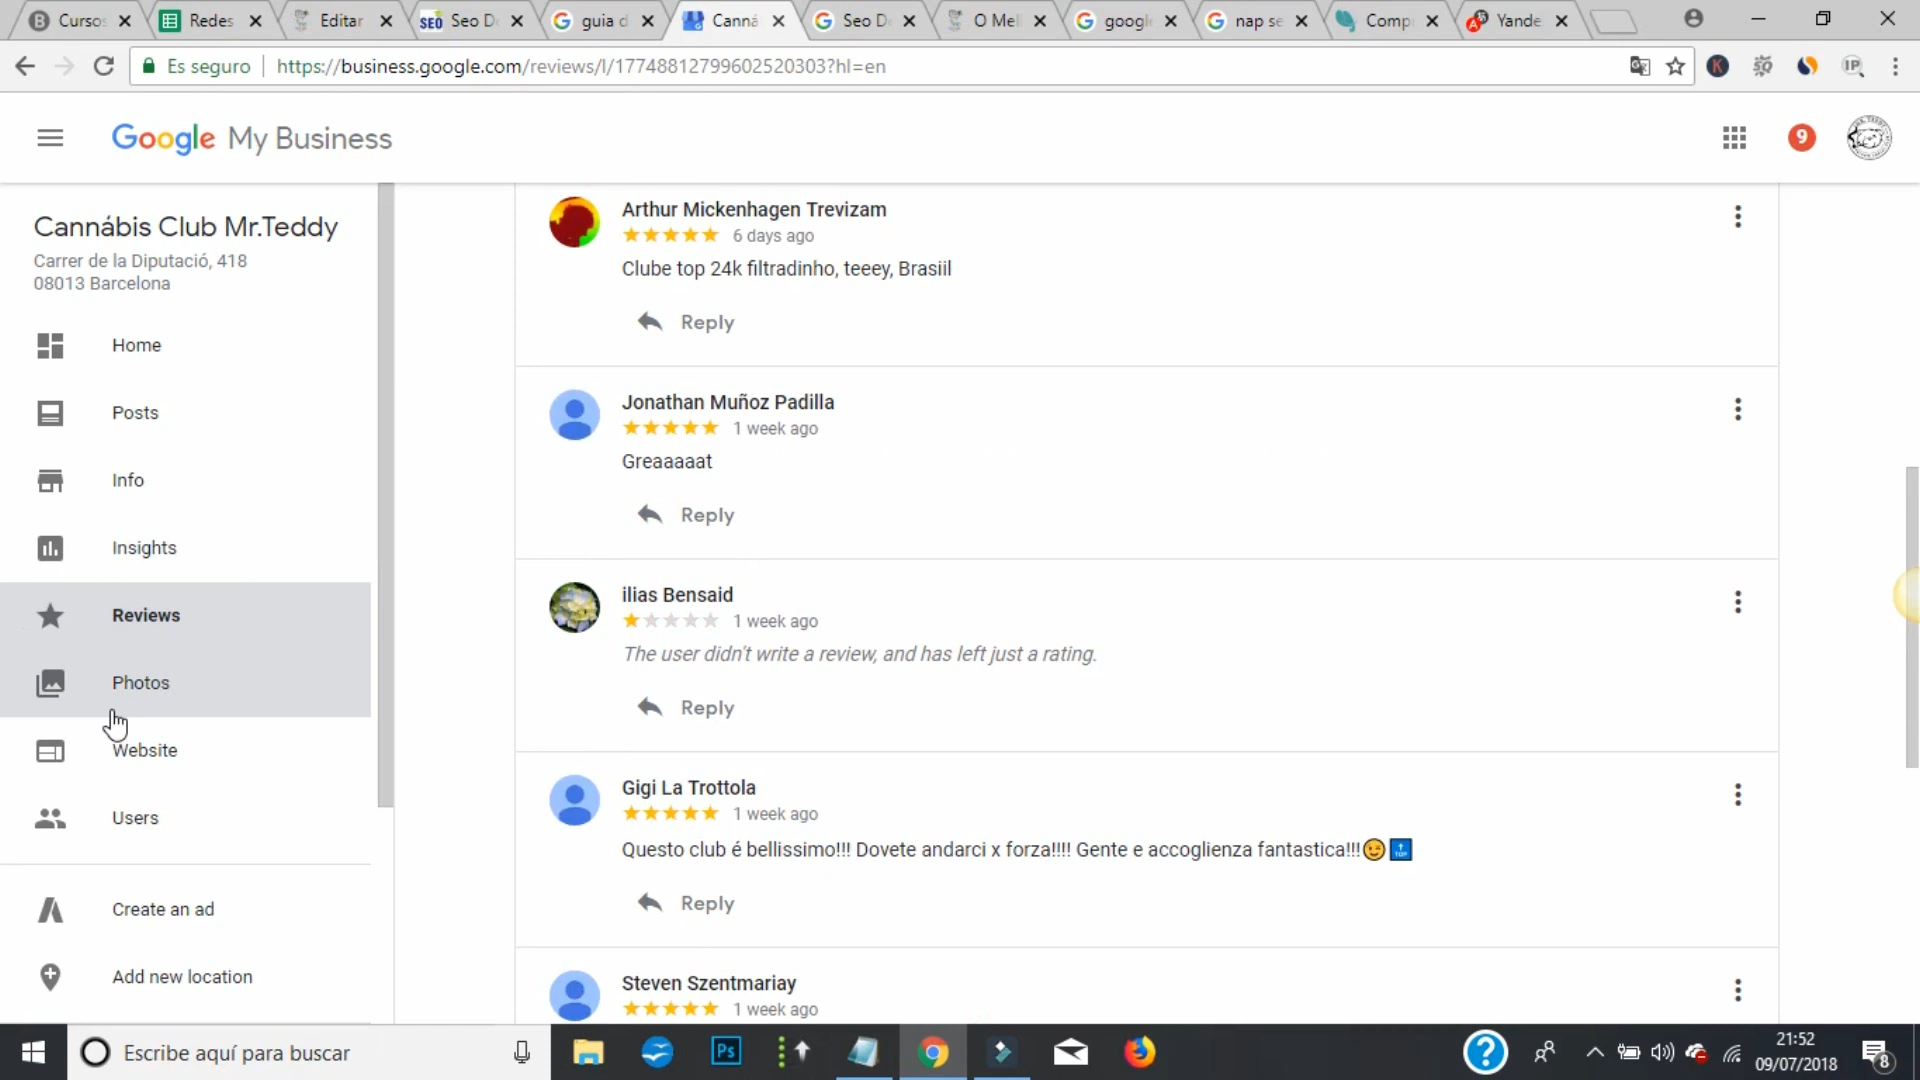 Cursos
Redes
Editar
SEO Seo D
guia d
Canná
Seo D
O Mel
googl
nap se
Comp
Yande
Es seguro
https://business.google.com/reviews/l/17748812799602520303?hl=en
Google My Business
9
Cannábis Club Mr.Teddy
Carrer de la Diputació, 418
08013 Barcelona
Home
Posts
Info
Insights
Reviews
Photos
Website
Users
Create an ad
Add new location
Arthur Mickenhagen Trevizam
6 days ago
Clube top 24k filtradinho, teeey, Brasiil
Reply
Jonathan Muñoz Padilla
1 week ago
Greaaaaat
Reply
ilias Bensaid
1 week ago
The user didn't write a review, and has left just a rating.
Reply
Gigi La Trottola
1 week ago
Questo club é bellissimo!!! Dovete andarci x forza!!!! Gente e accoglienza fantastica!!!😉🔝
Reply
Steven Szentmariay
1 week ago
Escribe aquí para buscar
Ps
21:52
09/07/2018
8